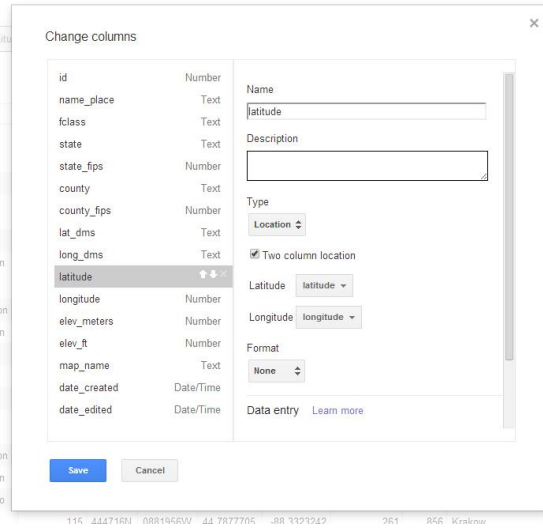 Change columns
id Number
name_place Text
fclass Text
state Text
state_fips Number
county Text
county_fips Number
lat_dms Text
long_dms Text
latitude
longitude Number
elev_meters Number
elev_ft Number
map_name Text
date_created Date/Time
date_edited Date/Time
Name
latitude
Description
Type
Location
Two column location
Latitude latitude
Longitude longitude
Format
None
Data entry Learn more
Save Cancel
115 444716N 0881956W 44.7877705 -88.3323242 261 856 Krakow